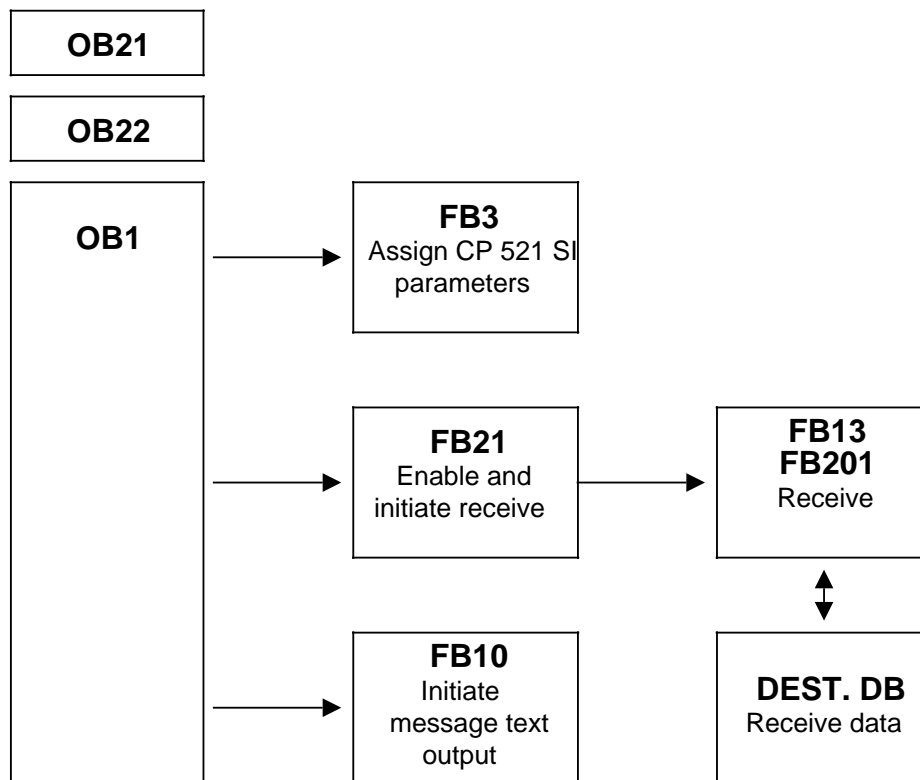 OB21
OB22
OB1
FB3
Assign CP 521 SI
parameters
FB21
Enable and
initiate receive
FB13
FB201
Receive
FB10
Initiate
message text
output
DEST. DB
Receive data